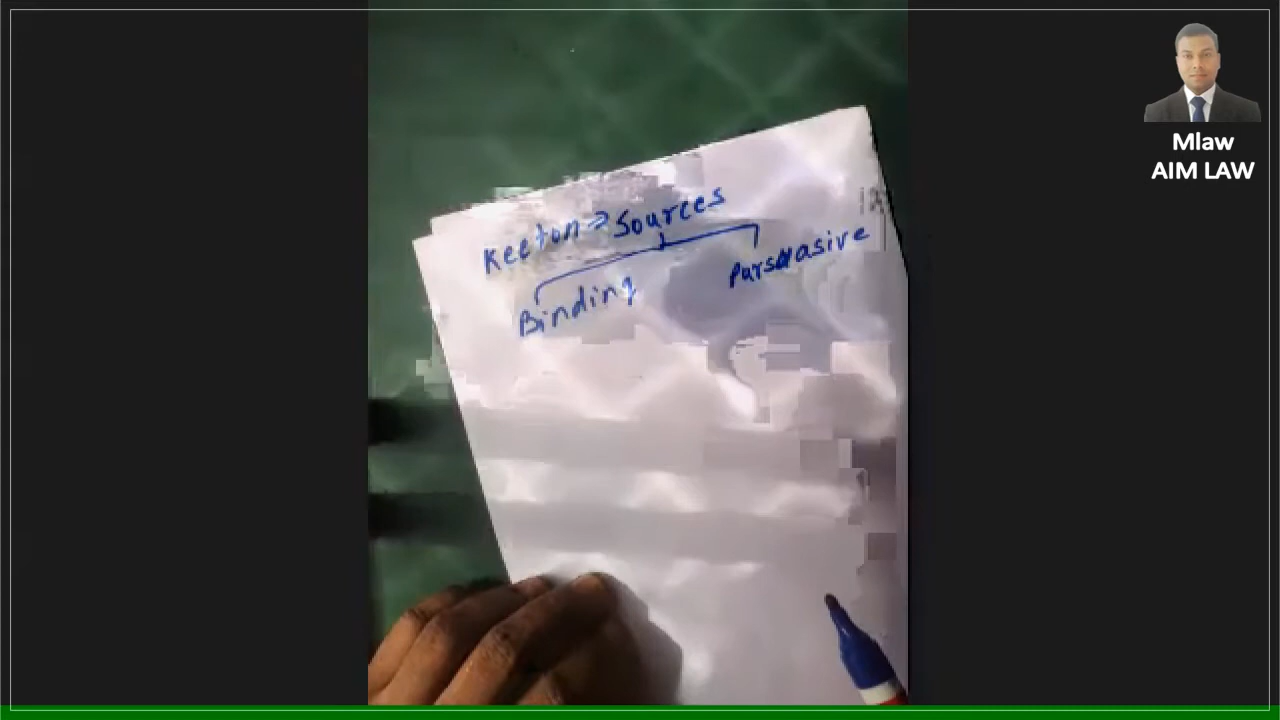 Keeton => Sources
Binding
Pursuasive
Mlaw
AIM LAW